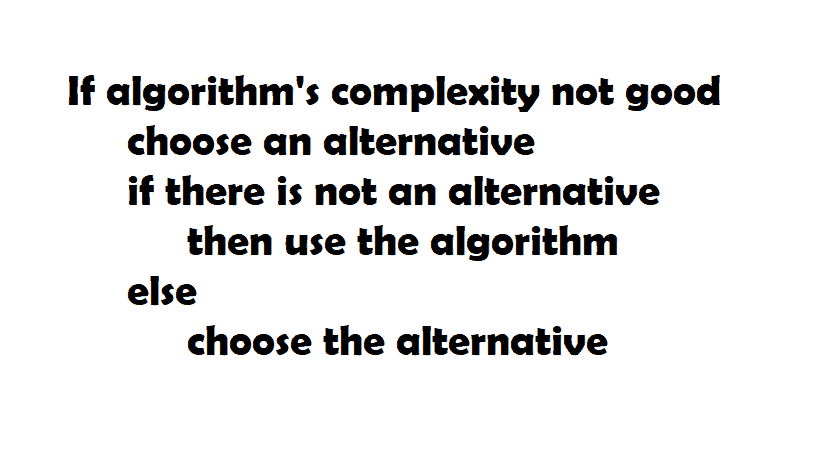 If algorithm's complexity not good
choose an alternative
if there is not an alternative
then use the algorithm
else
choose the alternative